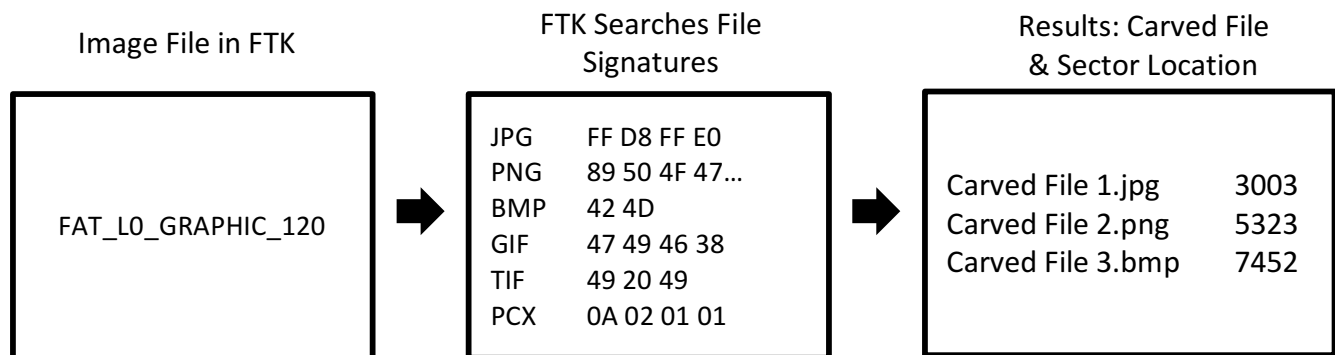 Image File in FTK
FAT_L0_GRAPHIC_120
FTK Searches File
Signatures
JPG FF D8 FF E0
PNG 89 50 4F 47…
BMP 42 4D
GIF 47 49 46 38
TIF 49 20 49
PCX 0A 02 01 01
Results: Carved File
& Sector Location
Carved File 1.jpg 3003
Carved File 2.png 5323
Carved File 3.bmp 7452